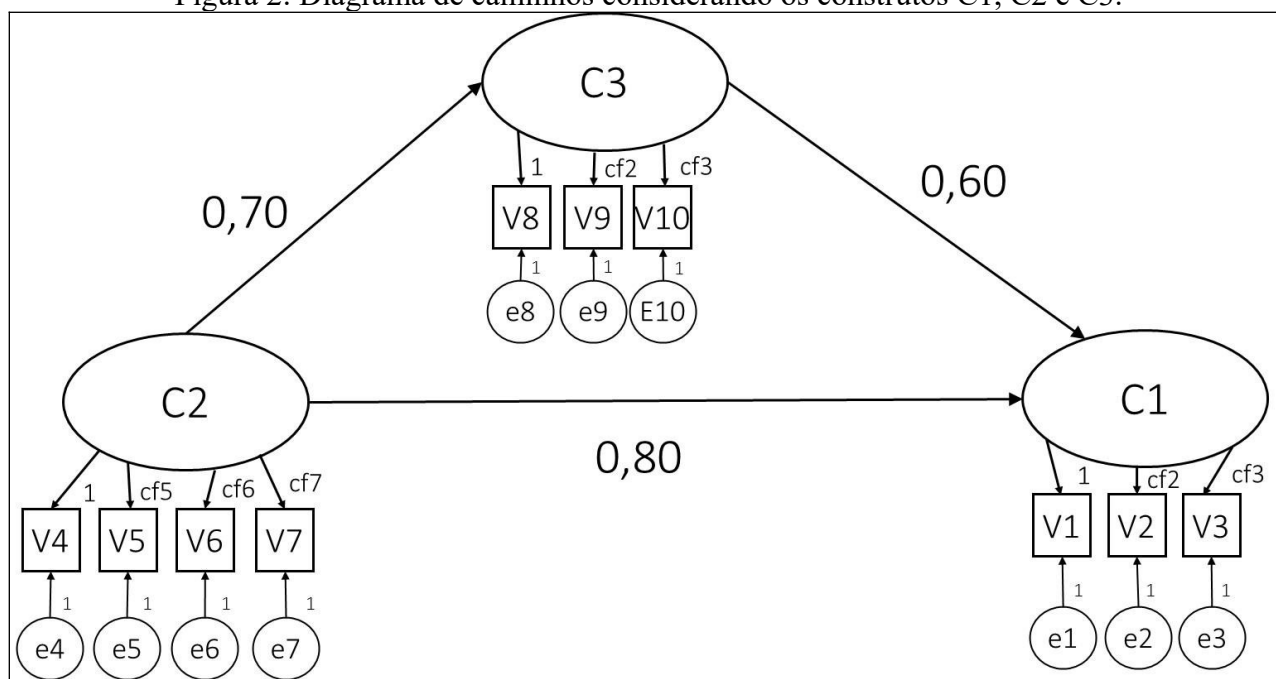 Figura 2: Diagrama de caminhos considerando os construtos C1, C2 e C3.
C3
1 cf2 cf3
0,70
0,60
V8 V9 V10
1 1 1
e8 e9 E10
C2
C1
0,80
1 cf5 cf6 cf7
1 cf2 cf3
V4 V5 V6 V7
V1 V2 V3
1 1 1 1
1 1 1
e4 e5 e6 e7
e1 e2 e3